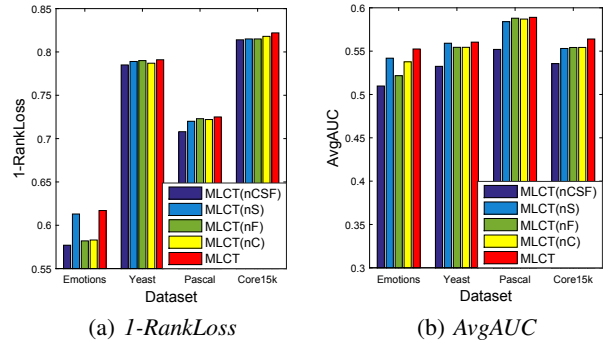 1-RankLoss
0.85
0.8
0.75
0.7
0.65
0.6
0.55
MLCT(nCSF)
MLCT(nS)
MLCT(nF)
MLCT(nC)
MLCT
Emotions Yeast Pascal Core15k
Dataset
(a) 1-RankLoss
AvgAUC
0.6
0.55
0.5
0.45
0.4
0.35
0.3
MLCT(nCSF)
MLCT(nS)
MLCT(nF)
MLCT(nC)
MLCT
Emotions Yeast Pascal Core15k
Dataset
(b) AvgAUC